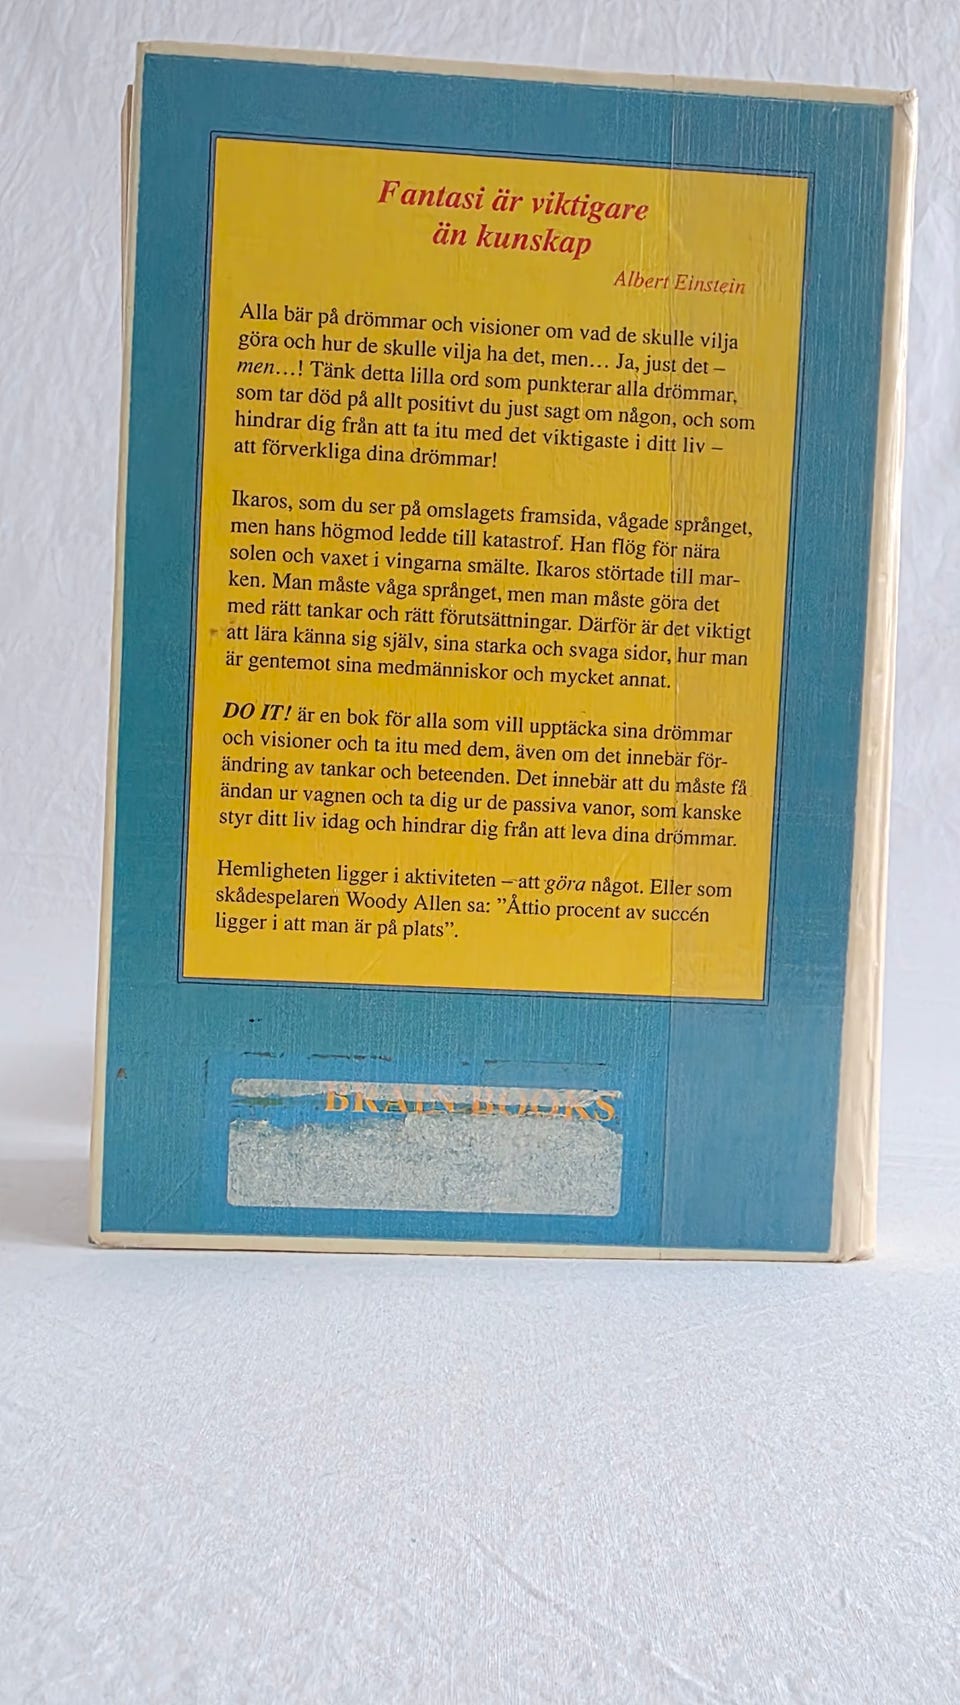 Fantasi är viktigare
än kunskap
Albert Einstein
Alla bär på drömmar och visioner om vad de skulle vilja
göra och hur de skulle vilja ha det, men... Ja, just det –
men...! Tänk detta lilla ord som punkterar alla drömmar,
som tar död på allt positivt du just sagt om någon, och som
hindrar dig från att ta itu med det viktigaste i ditt liv –
att förverkliga dina drömmar!
Ikaros, som du ser på omslagets framsida, vågade språnget,
men hans högmod ledde till katastrof. Han flög för nära
solen och vaxet i vingarna smälte. Ikaros störtade till mar-
ken. Man måste våga språnget, men man måste göra det
med rätt tankar och rätt förutsättningar. Därför är det viktigt
att lära känna sig själv, sina starka och svaga sidor, hur man
är gentemot sina medmänniskor och mycket annat.
DO IT! är en bok för alla som vill upptäcka sina drömmar
och visioner och ta itu med dem, även om det innebär för-
ändring av tankar och beteenden. Det innebär att du måste få
ändan ur vagnen och ta dig ur de passiva vanor, som kanske
styr ditt liv idag och hindrar dig från att leva dina drömmar.
Hemligheten ligger i aktiviteten – att göra något. Eller som
skådespelaren Woody Allen sa: ”Åttio procent av succén
ligger i att man är på plats”.
BRAIN BOOKS